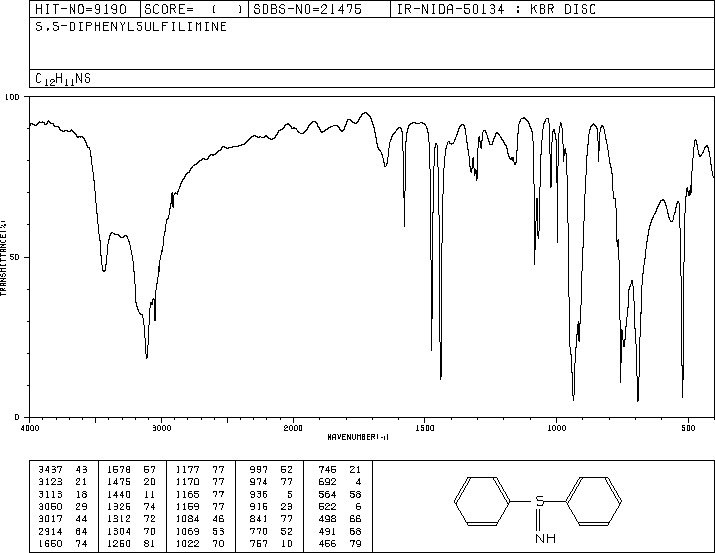 HIT-NO=9190 SCORE= ( ) SDBS-NO=21475 IR-NIDA-50134 : KBR DISC
S,S-DIPHENYLSULFILIMINE
C12H11NS
100
50
0
TRANSMITTANCE(%)
4000 3000 2000 1500 1000 500
WAVENUMBER(-1)
3437 43 1578 57 1177 77 997 52 745 21
3123 21 1475 20 1170 77 974 77 692 4
3113 18 1440 11 1165 77 936 5 564 58
3060 29 1326 74 1159 77 916 23 522 6
3017 44 1312 72 1084 46 841 77 498 66
2914 64 1304 70 1069 53 770 52 491 68
1650 74 1260 81 1022 70 757 10 456 79
S
NH